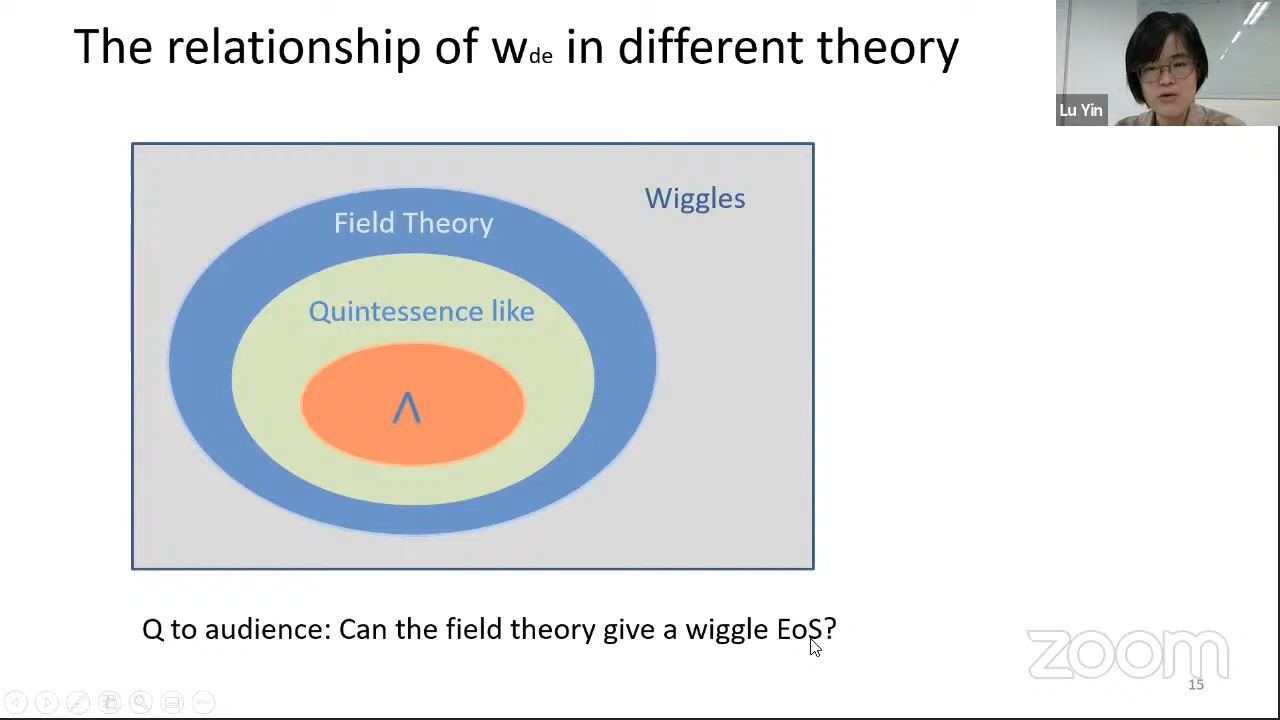 The relationship of wde in different theory
Lu Yin
Wiggles
Field Theory
Quintessence like
Λ
Q to audience: Can the field theory give a wiggle EoS?
zoom
15